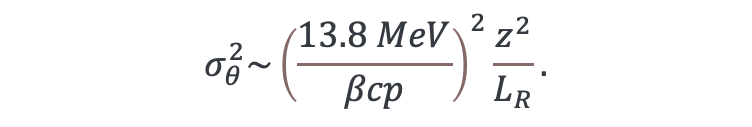 σ_θ^2 ~ (13.8 MeV / βcp)^2 z^2 / L_R .